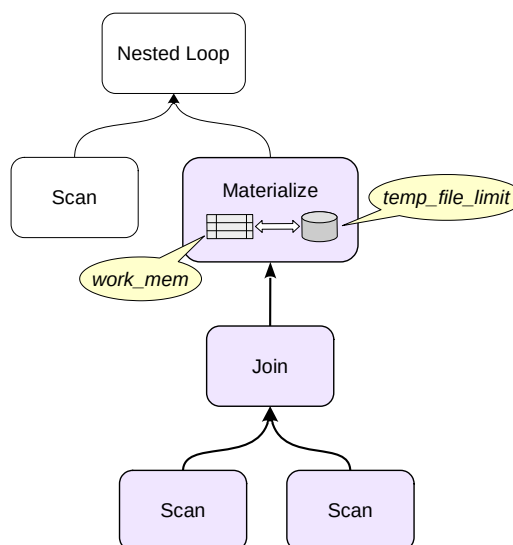 Nested Loop
Scan
Materialize
temp_file_limit
work_mem
Join
Scan
Scan